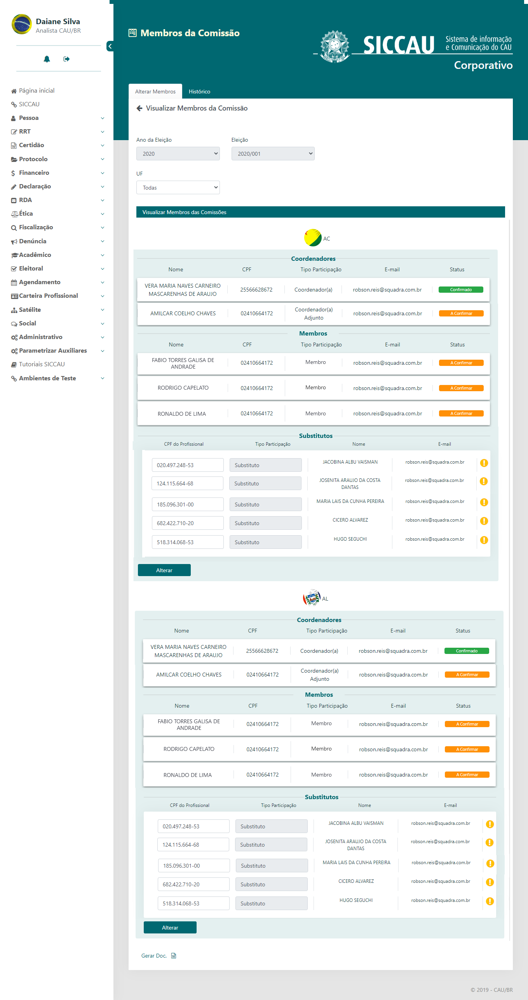 Daiane Silva
Analista CAU/BR
Página inicial
SICCAU
Pessoa
RRT
Certidão
Protocolo
Financeiro
Declaração
RDA
Ética
Fiscalização
Denúncia
Acadêmico
Eleitoral
Agendamento
Carteira Profissional
Satélite
Social
Administrativo
Parametrizar Auxiliares
Tutoriais SICCAU
Ambientes de Teste
Membros da Comissão
SICCAU Sistema de informação
e Comunicação do CAU
Corporativo
Alterar Membros Histórico
Visualizar Membros da Comissão
Ano da Eleição Eleição
2020 2020/001
UF
Todas
Visualizar Membros das Comissões
AC
Coordenadores
Nome CPF Tipo Participação E-mail Status
VERA MARIA NAVES CARNEIRO
MASCARENHAS DE ARAUJO 25566628672 Coordenador(a) robson.reis@squadra.com.br Confirmado
AMILCAR COELHO CHAVES 02410664172 Coordenador(a)
Adjunto robson.reis@squadra.com.br A Confirmar
Membros
Nome CPF Tipo Participação E-mail Status
FABIO TORRES GALISA DE
ANDRADE 02410664172 Membro robson.reis@squadra.com.br A Confirmar
RODRIGO CAPELATO 02410664172 Membro robson.reis@squadra.com.br A Confirmar
RONALDO DE LIMA 02410664172 Membro robson.reis@squadra.com.br A Confirmar
Substitutos
CPF do Profissional Tipo Participação Nome E-mail
020.497.248-53 Substituto JACOBINA ALBU VAISMAN robson.reis@squadra.com.br
124.115.664-68 Substituto JOSENITA ARAUJO DA COSTA
DANTAS robson.reis@squadra.com.br
185.096.301-00 Substituto MARIA LAIS DA CUNHA PEREIRA robson.reis@squadra.com.br
682.422.710-20 Substituto CICERO ALVAREZ robson.reis@squadra.com.br
518.314.068-53 Substituto HUGO SEGUCHI robson.reis@squadra.com.br
Alterar
AL
Coordenadores
Nome CPF Tipo Participação E-mail Status
VERA MARIA NAVES CARNEIRO
MASCARENHAS DE ARAUJO 25566628672 Coordenador(a) robson.reis@squadra.com.br Confirmado
AMILCAR COELHO CHAVES 02410664172 Coordenador(a)
Adjunto robson.reis@squadra.com.br A Confirmar
Membros
Nome CPF Tipo Participação E-mail Status
FABIO TORRES GALISA DE
ANDRADE 02410664172 Membro robson.reis@squadra.com.br A Confirmar
RODRIGO CAPELATO 02410664172 Membro robson.reis@squadra.com.br A Confirmar
RONALDO DE LIMA 02410664172 Membro robson.reis@squadra.com.br A Confirmar
Substitutos
CPF do Profissional Tipo Participação Nome E-mail
020.497.248-53 Substituto JACOBINA ALBU VAISMAN robson.reis@squadra.com.br
124.115.664-68 Substituto JOSENITA ARAUJO DA COSTA
DANTAS robson.reis@squadra.com.br
185.096.301-00 Substituto MARIA LAIS DA CUNHA PEREIRA robson.reis@squadra.com.br
682.422.710-20 Substituto CICERO ALVAREZ robson.reis@squadra.com.br
518.314.068-53 Substituto HUGO SEGUCHI robson.reis@squadra.com.br
Alterar
Gerar Doc.
© 2019 - CAU/BR